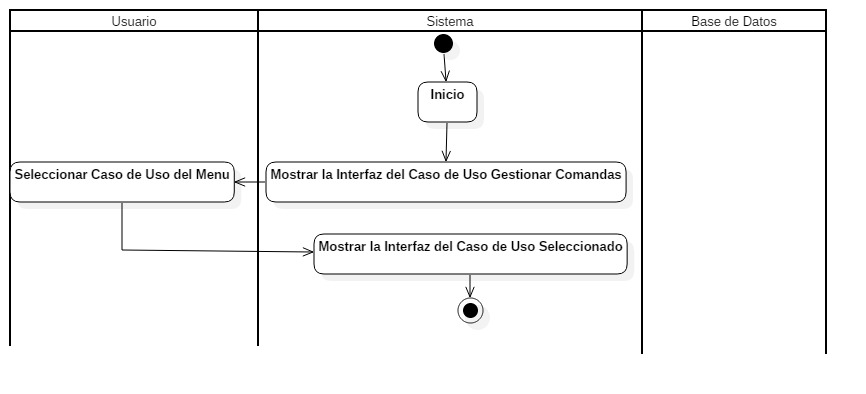 Usuario
Sistema
Base de Datos
Inicio
Seleccionar Caso de Uso del Menu
Mostrar la Interfaz del Caso de Uso Gestionar Comandas
Mostrar la Interfaz del Caso de Uso Seleccionado